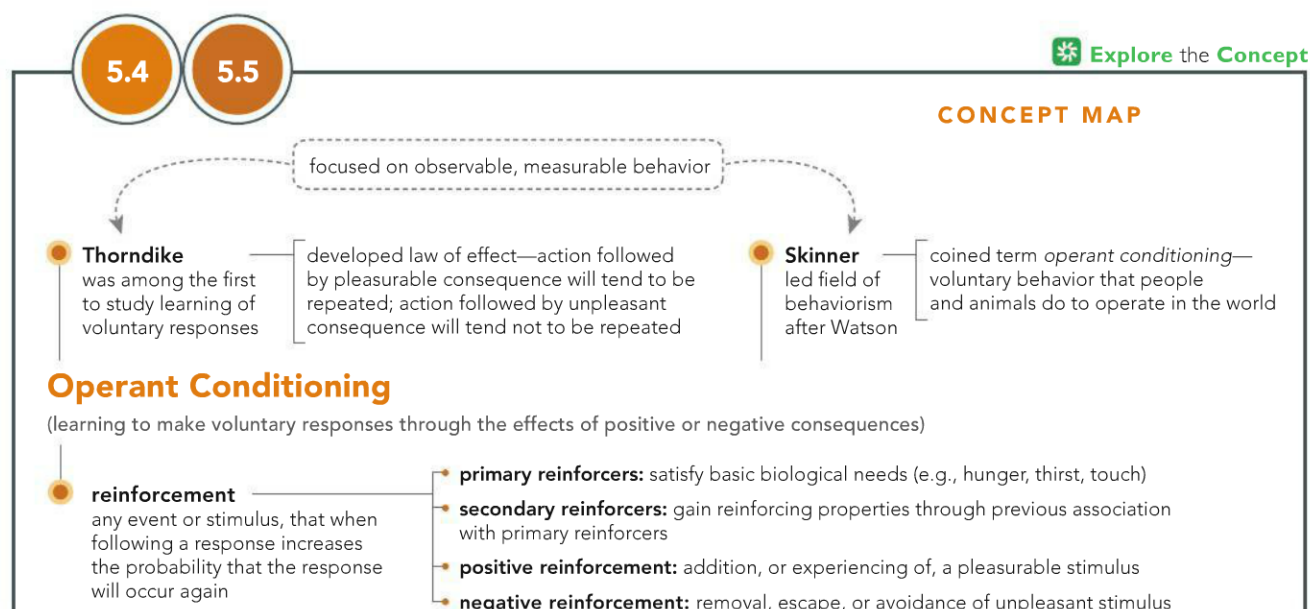 5.4 5.5
Explore the Concept
CONCEPT MAP
focused on observable, measurable behavior
Thorndike
was among the first
to study learning of
voluntary responses
developed law of effect—action followed
by pleasurable consequence will tend to be
repeated; action followed by unpleasant
consequence will tend not to be repeated
Skinner
led field of
behaviorism
after Watson
coined term operant conditioning—
voluntary behavior that people
and animals do to operate in the world
Operant Conditioning
(learning to make voluntary responses through the effects of positive or negative consequences)
reinforcement
any event or stimulus, that when
following a response increases
the probability that the response
will occur again
primary reinforcers: satisfy basic biological needs (e.g., hunger, thirst, touch)
secondary reinforcers: gain reinforcing properties through previous association
with primary reinforcers
positive reinforcement: addition, or experiencing of, a pleasurable stimulus
negative reinforcement: removal, escape, or avoidance of unpleasant stimulus